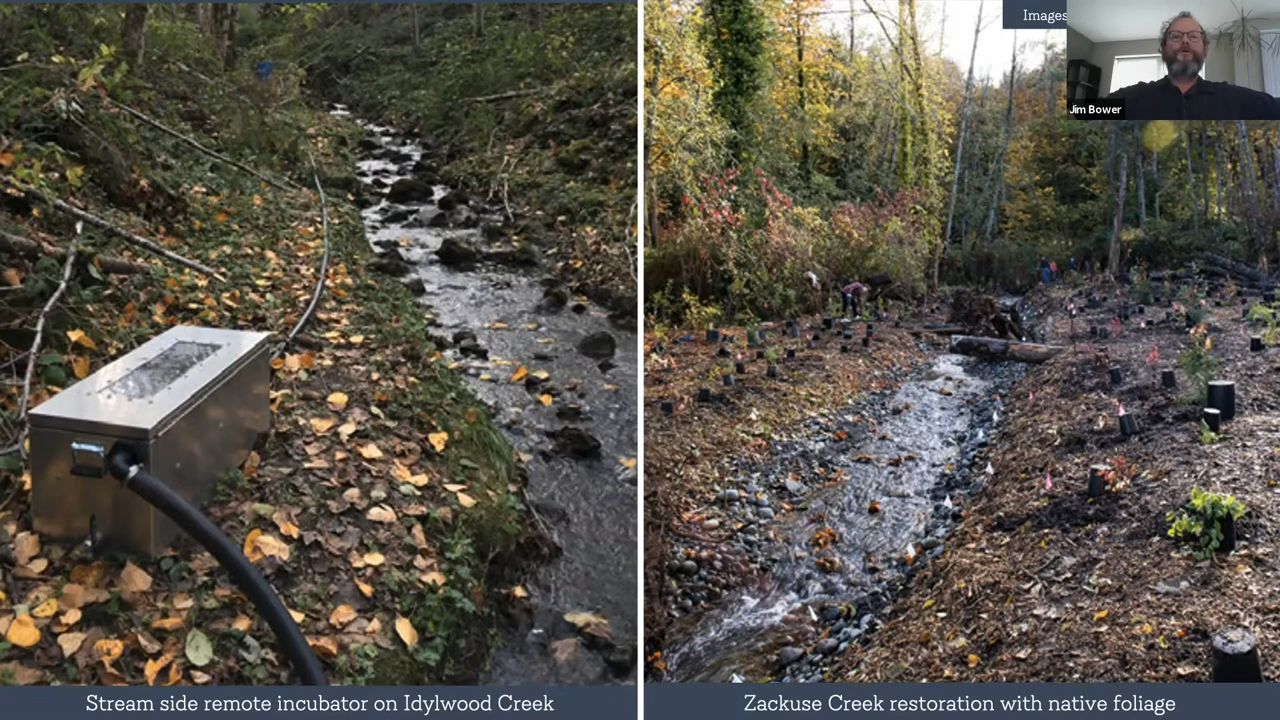 Images
Jim Bower
Stream side remote incubator on Idylwood Creek
Zackuse Creek restoration with native foliage